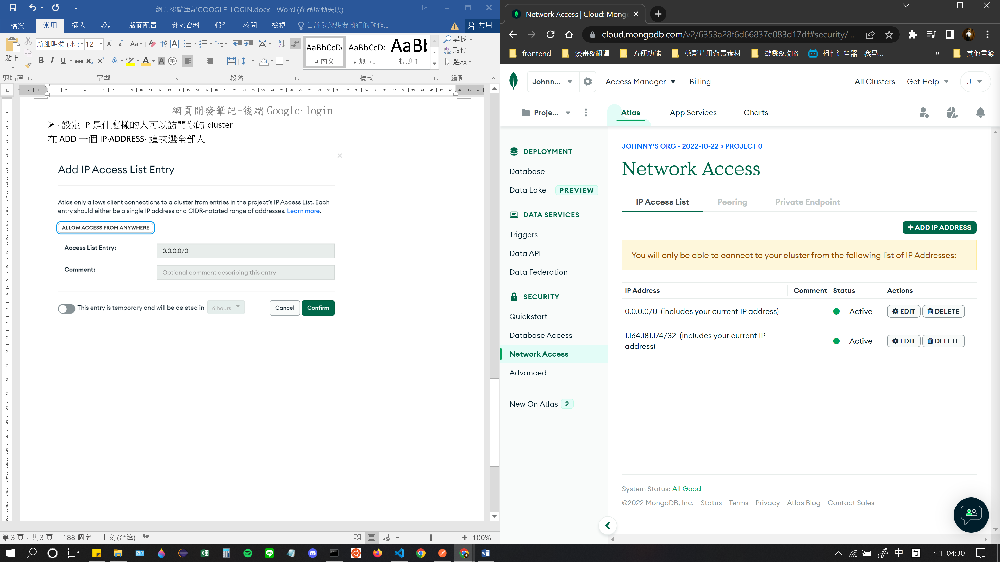 網頁後端筆記GOOGLE-LOGIN.docx - Word (產品啟動失敗)
檔案 常用 插入 設計 版面配置 參考資料 郵件 校閱 檢視 告訴我您想要執行的動作... 共用
貼上
新細明體 (本文 12
AaBbCcDc AaBbCcDc AaBb
內文 無間距 標題 1
尋找
取代
選取
剪貼簿 字型 段落 樣式 編輯
網頁開發筆記-後端 Google login
設定 IP 是什麼樣的人可以訪問你的 cluster
在 ADD 一個 IP ADDRESS 這次選全部人
Add IP Access List Entry
Atlas only allows client connections to a cluster from entries in the project's IP Access List. Each
entry should either be a single IP address or a CIDR-notated range of addresses. Learn more.
ALLOW ACCESS FROM ANYWHERE
Access List Entry: 0.0.0.0/0
Comment: Optional comment describing this entry
This entry is temporary and will be deleted in 6 hours Cancel Confirm
第 3 頁，共 3 頁 188 個字 中文 (台灣) 100%
Network Access | Cloud: Mong
cloud.mongodb.com/v2/6353a28f6d66837e083d17df#security/...
frontend 漫畫&翻譯 方便功能 剪影片用背景素材 遊戲&攻略 相性计算器 - 赛马... » 其他書籤
Johnn... Access Manager Billing All Clusters Get Help J
Proje... Atlas App Services Charts
DEPLOYMENT
Database
Data Lake PREVIEW
DATA SERVICES
Triggers
Data API
Data Federation
SECURITY
Quickstart
Database Access
Network Access
Advanced
New On Atlas 2
JOHNNY'S ORG - 2022-10-22 > PROJECT 0
Network Access
IP Access List Peering Private Endpoint
ADD IP ADDRESS
You will only be able to connect to your cluster from the following list of IP Addresses:
IP Address Comment Status Actions
0.0.0.0/0 (includes your current IP address) Active EDIT DELETE
1.164.181.174/32 (includes your current IP
address) Active EDIT DELETE
System Status: All Good
©2022 MongoDB, Inc. Status Terms Privacy Atlas Blog Contact Sales
中 下午 04:30